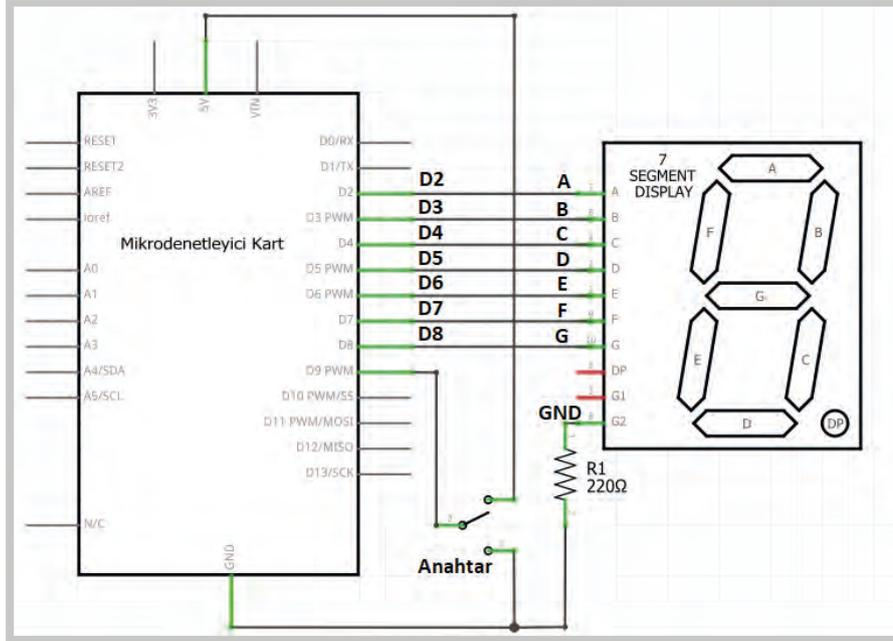 3V3
5V
VIN
RESET
RESET2
AREF
ioref
A0
A1
A2
A3
A4/SDA
A5/SCL
N/C
Mikrodenetleyici Kart
D0/RX
D1/TX
D2
D3 PWM
D4
D5 PWM
D6 PWM
D7
D8
D9 PWM
D10 PWM/SS
D11 PWM/MOSI
D12/MISO
D13/SCK
GND
D2
D3
D4
D5
D6
D7
D8
A
B
C
D
E
F
G
GND
A
B
C
D
E
F
G
DP
G1
G2
7
SEGMENT
DISPLAY
A
F
B
G
E
C
D
DP
R1
220Ω
Anahtar